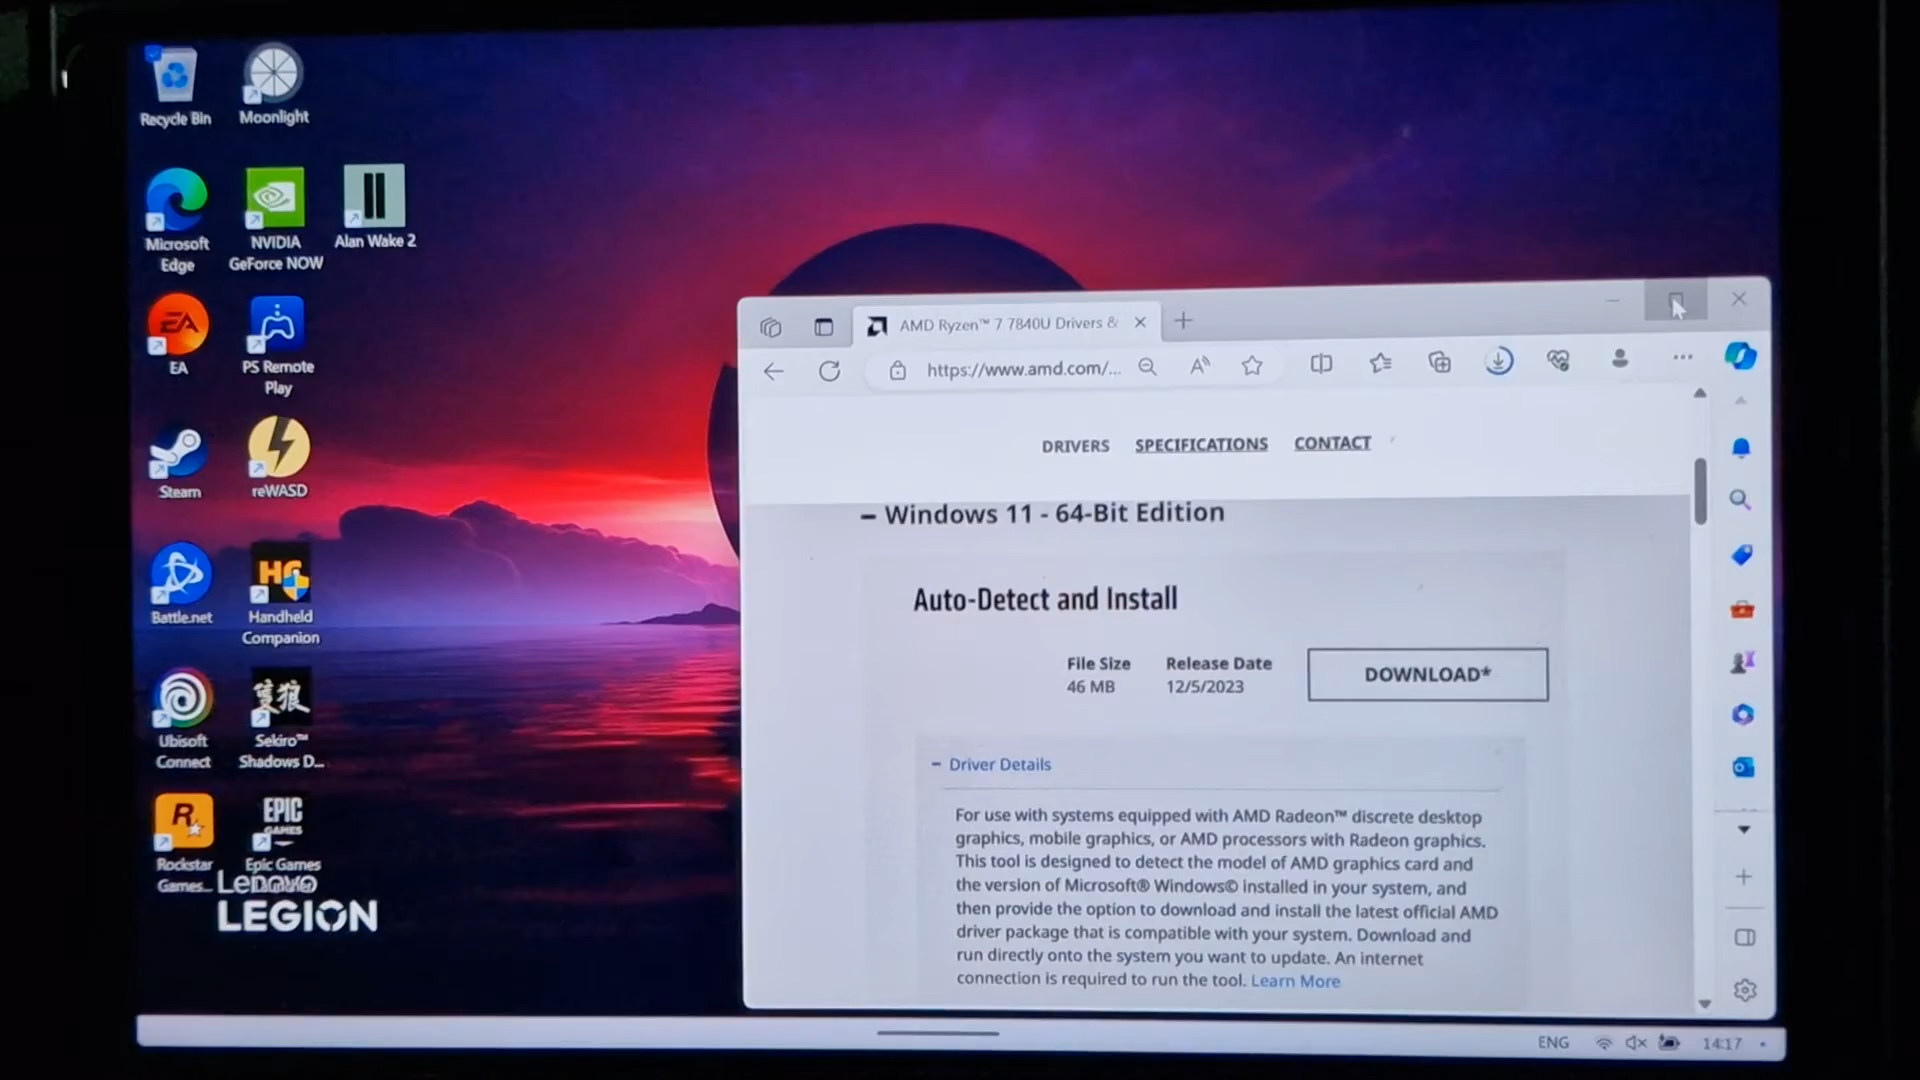 Recycle Bin
Moonlight
Microsoft
Edge
NVIDIA
GeForce NOW
Alan Wake 2
EA
EA
PS Remote
Play
Steam
reWASD
Battle.net
HC
Handheld
Companion
Ubisoft
Connect
隻狼
Sekiro™
Shadows D...
R
Rockstar
Games...
EPIC
GAMES
Epic Games
Lenovo
LEGION
AMD Ryzen™ 7 7840U Drivers &
https://www.amd.com/...
DRIVERS SPECIFICATIONS CONTACT
– Windows 11 - 64-Bit Edition
Auto-Detect and Install
File Size
46 MB
Release Date
12/5/2023
DOWNLOAD*
– Driver Details
For use with systems equipped with AMD Radeon™ discrete desktop
graphics, mobile graphics, or AMD processors with Radeon graphics.
This tool is designed to detect the model of AMD graphics card and
the version of Microsoft® Windows© installed in your system, and
then provide the option to download and install the latest official AMD
driver package that is compatible with your system. Download and
run directly onto the system you want to update. An internet
connection is required to run the tool. Learn More
ENG
14:17